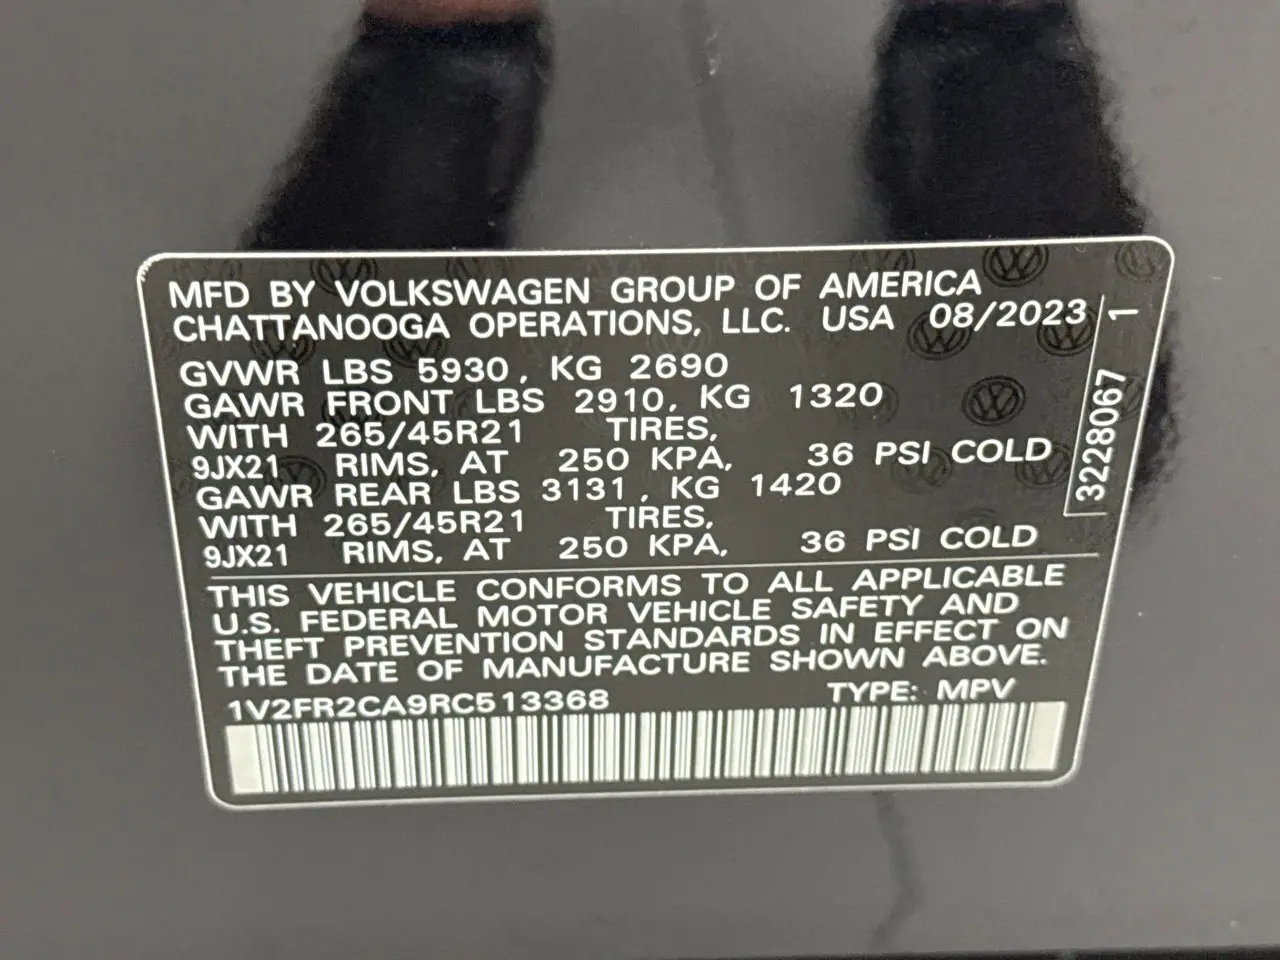 MFD BY VOLKSWAGEN GROUP OF AMERICA
CHATTANOOGA OPERATIONS, LLC. USA 08/2023
GVWR LBS 5930, KG 2690
GAWR FRONT LBS 2910, KG 1320
WITH 265/45R21 TIRES,
9JX21 RIMS, AT 250 KPA, 36 PSI COLD
GAWR REAR LBS 3131, KG 1420
WITH 265/45R21 TIRES,
9JX21 RIMS, AT 250 KPA, 36 PSI COLD
THIS VEHICLE CONFORMS TO ALL APPLICABLE
U.S. FEDERAL MOTOR VEHICLE SAFETY AND
THEFT PREVENTION STANDARDS IN EFFECT ON
THE DATE OF MANUFACTURE SHOWN ABOVE.
1V2FR2CA9RC513368 TYPE: MPV
3228067 1